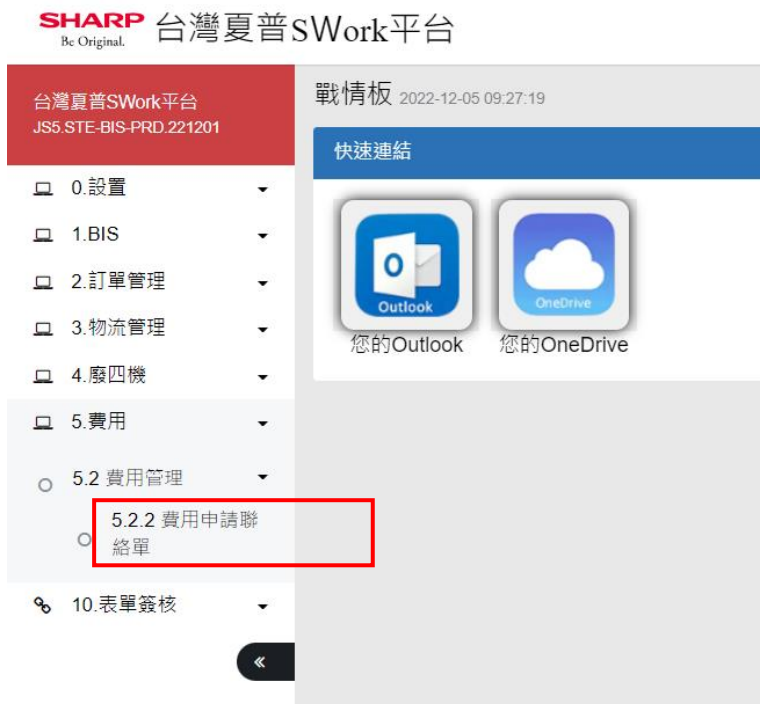 SHARP
Be Original.
台灣夏普SWork平台
台灣夏普SWork平台
JS5.STE-BIS-PRD.221201
0.設置
1.BIS
2.訂單管理
3.物流管理
4.廢四機
5.費用
5.2 費用管理
5.2.2 費用申請聯
絡單
10.表單簽核
戰情板 2022-12-05 09:27:19
快速連結
Outlook
OneDrive
您的Outlook
您的OneDrive